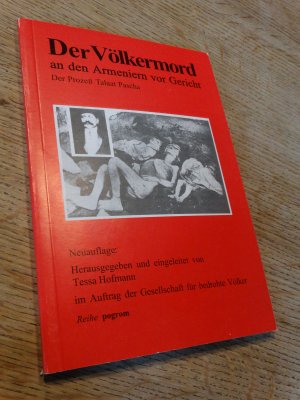 Der Völkermord
an den Armeniern vor Gericht
Der Prozeß Talaat Pascha
Neuauflage:
Herausgegeben und eingeleitet von
Tessa Hofmann
im Auftrag der Gesellschaft für bedrohte Völker
Reihe pogrom